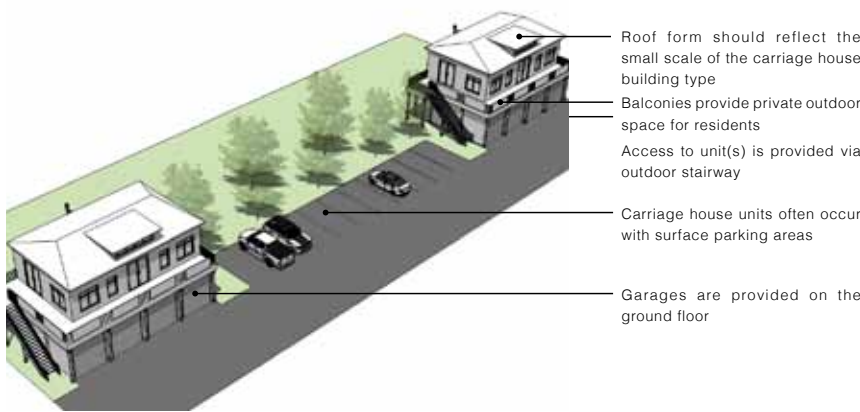 Roof form should reflect the
small scale of the carriage house
building type
Balconies provide private outdoor
space for residents
Access to unit(s) is provided via
outdoor stairway
Carriage house units often occur
with surface parking areas
Garages are provided on the
ground floor